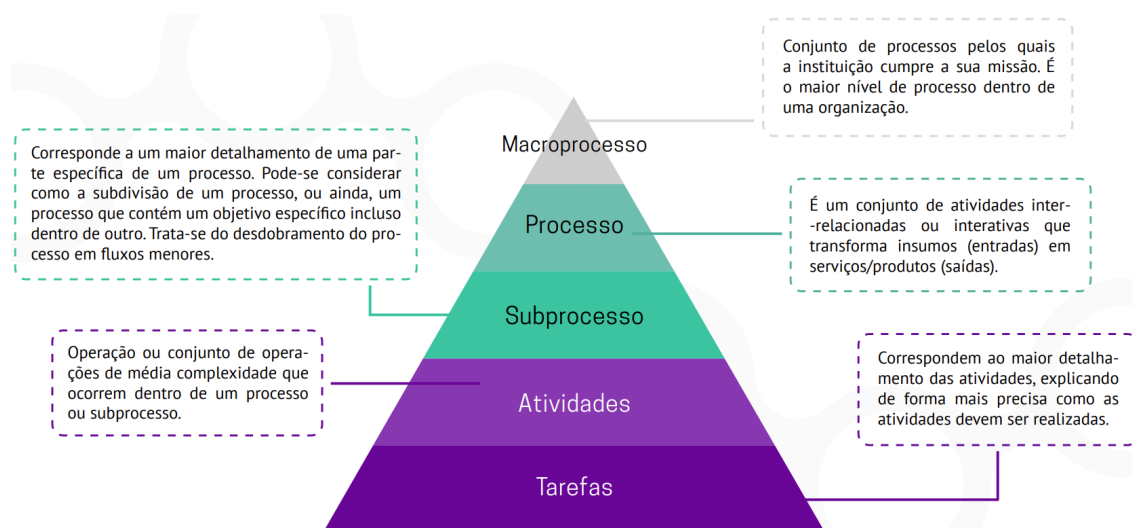 Conjunto de processos pelos quais
a instituição cumpre a sua missão. É
o maior nível de processo dentro de
uma organização.
Macroprocesso
Corresponde a um maior detalhamento de uma par-
te específica de um processo. Pode-se considerar
como a subdivisão de um processo, ou ainda, um
processo que contém um objetivo específico incluso
dentro de outro. Trata-se do desdobramento do pro-
cesso em fluxos menores.
Processo
É um conjunto de atividades inter-
-relacionadas ou interativas que
transforma insumos (entradas) em
serviços/produtos (saídas).
Subprocesso
Operação ou conjunto de opera-
ções de média complexidade que
ocorrem dentro de um processo
ou subprocesso.
Atividades
Correspondem ao maior detalha-
mento das atividades, explicando
de forma mais precisa como as
atividades devem ser realizadas.
Tarefas